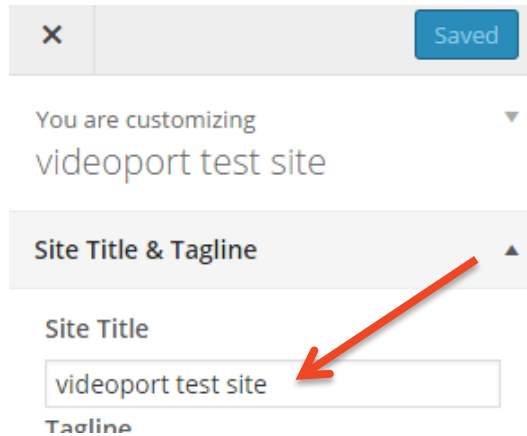 Saved
You are customizing
videoport test site
Site Title & Tagline
Site Title
videoport test site
Tagline